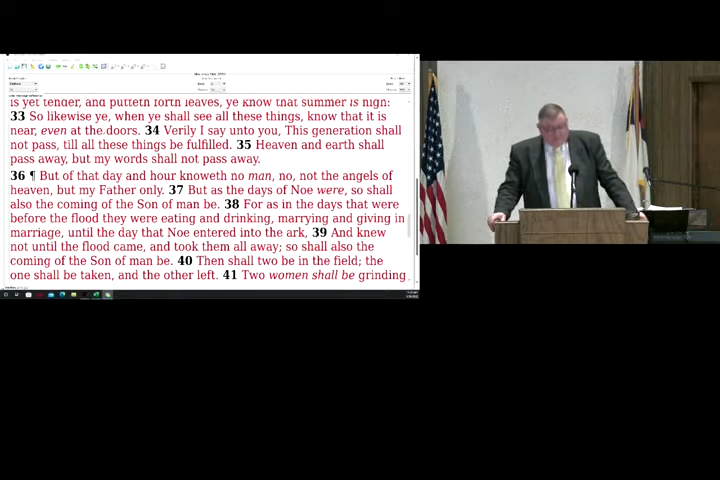 is yet tender, and putteth forth leaves, ye know that summer is nigh:
33 So likewise ye, when ye shall see all these things, know that it is
near, even at the doors. 34 Verily I say unto you, This generation shall
not pass, till all these things be fulfilled. 35 Heaven and earth shall
pass away, but my words shall not pass away.
36 ¶ But of that day and hour knoweth no man, no, not the angels of
heaven, but my Father only. 37 But as the days of Noe were, so shall
also the coming of the Son of man be. 38 For as in the days that were
before the flood they were eating and drinking, marrying and giving in
marriage, until the day that Noe entered into the ark, 39 And knew
not until the flood came, and took them all away; so shall also the
coming of the Son of man be. 40 Then shall two be in the field; the
one shall be taken, and the other left. 41 Two women shall be grinding